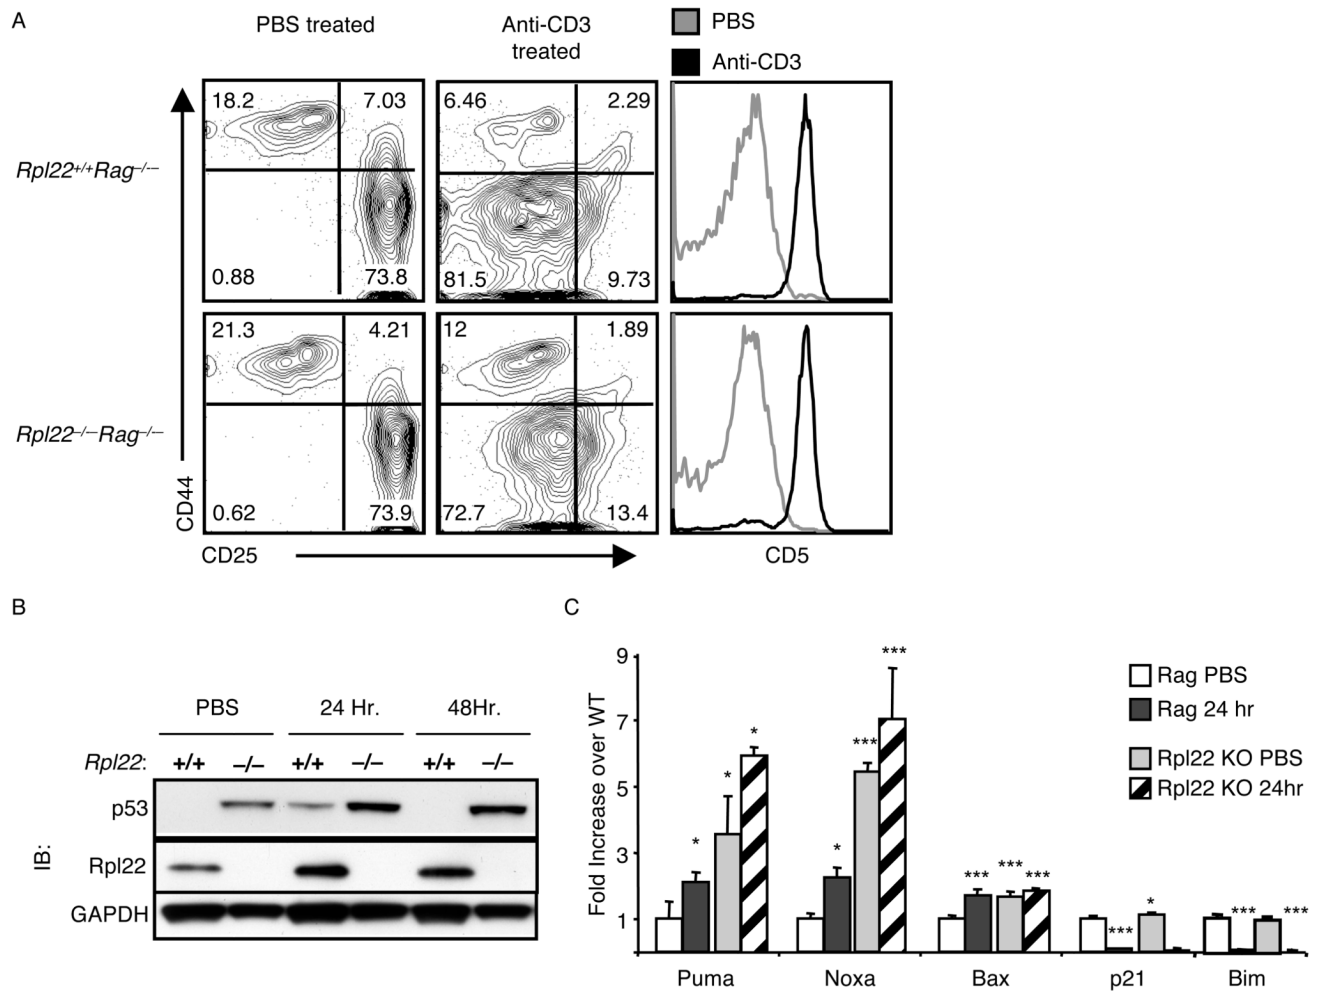 A
PBS treated
Anti-CD3
treated
PBS
Anti-CD3
Rpl22+/+Rag–/–
18.2
7.03
0.88
73.8
6.46
2.29
81.5
9.73
Rpl22–/–Rag–/–
21.3
4.21
0.62
73.9
12
1.89
72.7
13.4
CD44
CD25
CD5
B
PBS
24 Hr.
48Hr.
Rpl22: +/+ –/– +/+ –/– +/+ –/–
IB:
p53
Rpl22
GAPDH
C
Fold Increase over WT
9
7
5
3
1
* * *
* *** ***
*** *** ***
*** *
*** ***
Puma
Noxa
Bax
p21
Bim
Rag PBS
Rag 24 hr
Rpl22 KO PBS
Rpl22 KO 24hr